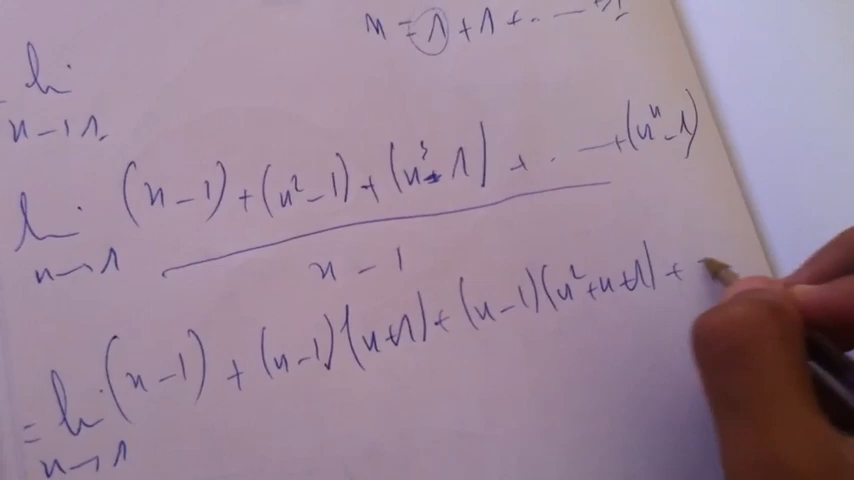 n = 1 + 1 + .. — +1
lim
x → 1
lim (x - 1) + (x² - 1) + (x³ - 1) + . . — + (xⁿ - 1)
x → 1 x - 1
= lim (x - 1) + (x - 1)(x + 1) + (x - 1)(x² + x + 1) +
x → 1